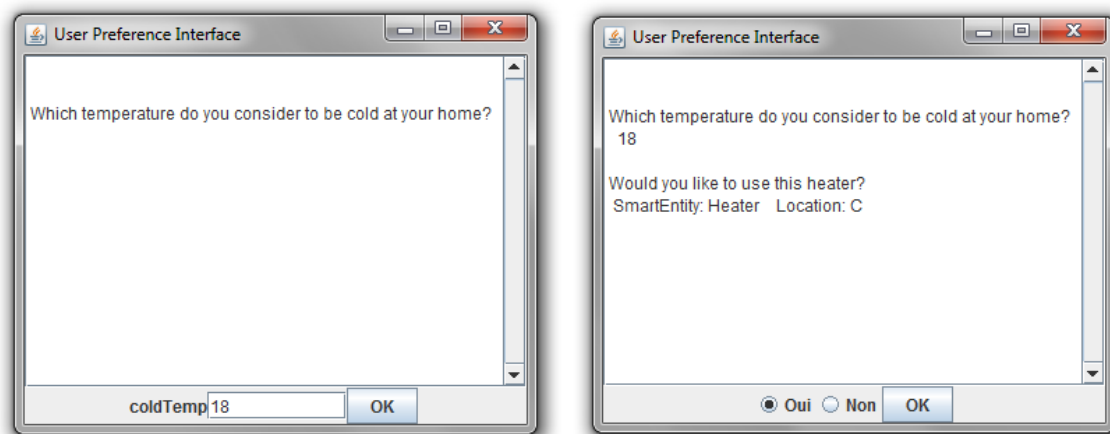 User Preference Interface
Which temperature do you consider to be cold at your home?
coldTemp 18 OK
User Preference Interface
Which temperature do you consider to be cold at your home?
18
Would you like to use this heater?
SmartEntity: Heater Location: C
Oui Non OK